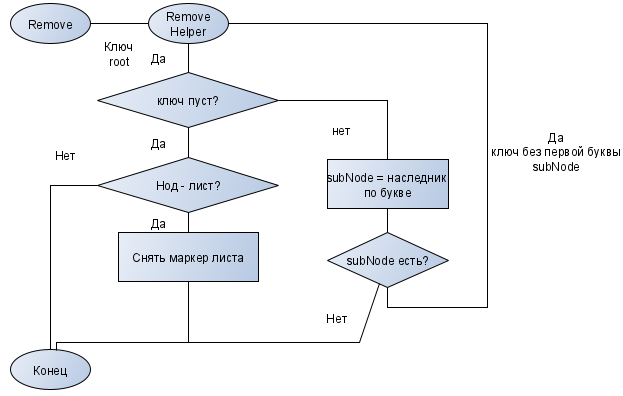 Remove
Remove
Helper
Ключ
root
Да
ключ пуст?
нет
Да
ключ без первой буквы
subNode
Да
Нет
Нод - лист?
subNode = наследник
по букве
Да
Снять маркер листа
subNode есть?
Нет
Конец